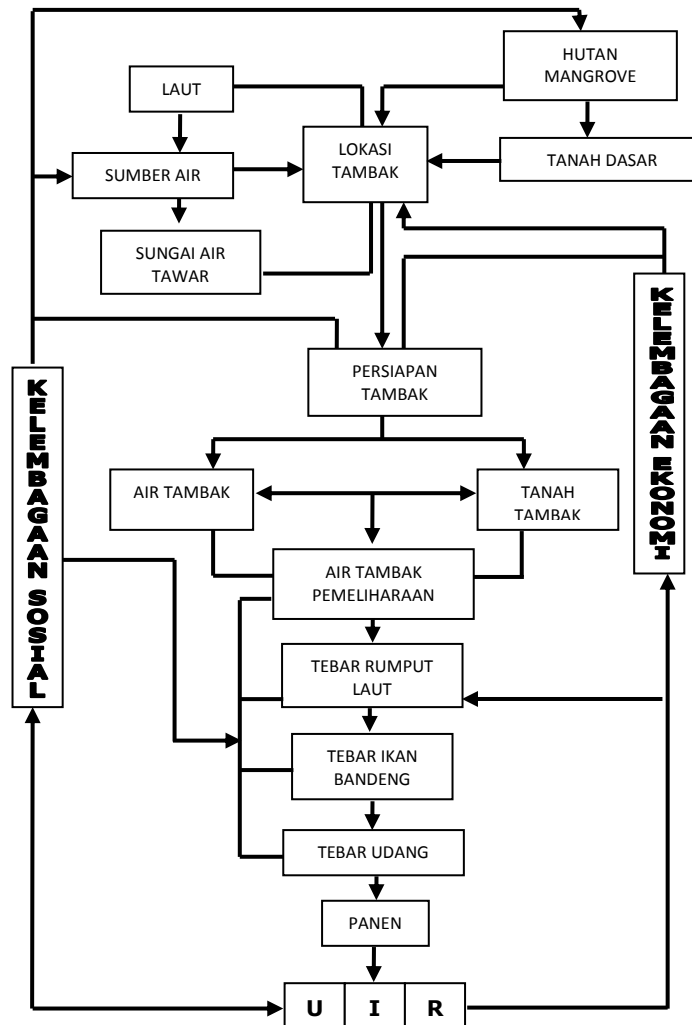 HUTAN
MANGROVE
LAUT
LOKASI
TAMBAK
TANAH DASAR
SUMBER AIR
SUNGAI AIR
TAWAR
KELEMBAGAAN EKONOMI
PERSIAPAN
TAMBAK
KELEMBAGAAN SOSIAL
AIR TAMBAK
TANAH
TAMBAK
AIR TAMBAK
PEMELIHARAAN
TEBAR RUMPUT
LAUT
TEBAR IKAN
BANDENG
TEBAR UDANG
PANEN
U I R